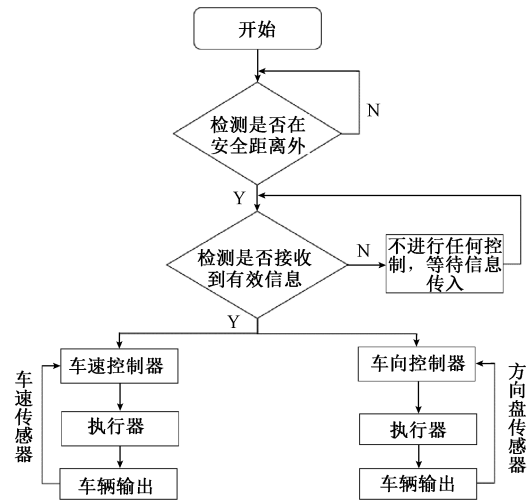 开始
N
检测是否在
安全距离外
Y
检测是否接收
到有效信息
N
不进行任何控
制，等待信息
传入
Y
车速控制器
车向控制器
车速传感器
方向盘传感器
执行器
执行器
车辆输出
车辆输出